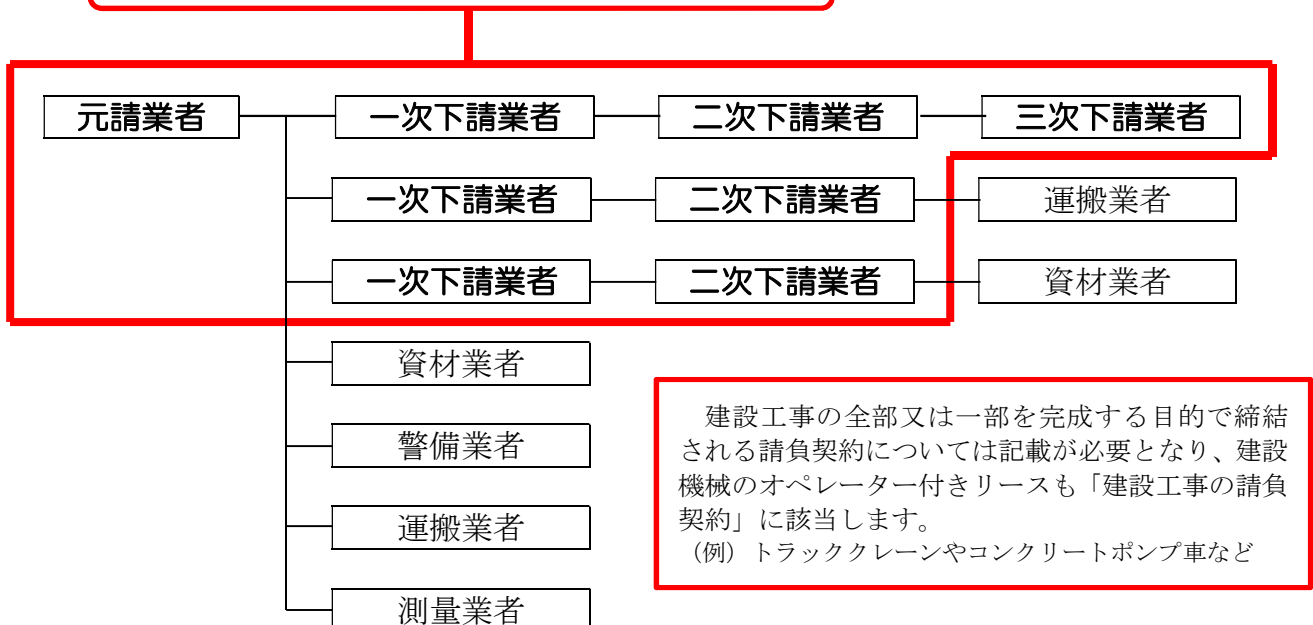 元請業者 一次下請業者 二次下請業者 三次下請業者
一次下請業者 二次下請業者 運搬業者
一次下請業者 二次下請業者 資材業者
資材業者
警備業者
運搬業者
測量業者
建設工事の全部又は一部を完成する目的で締結
される請負契約については記載が必要となり、建設
機械のオペレーター付きリースも「建設工事の請負
契約」に該当します。
（例）トラッククレーンやコンクリートポンプ車など